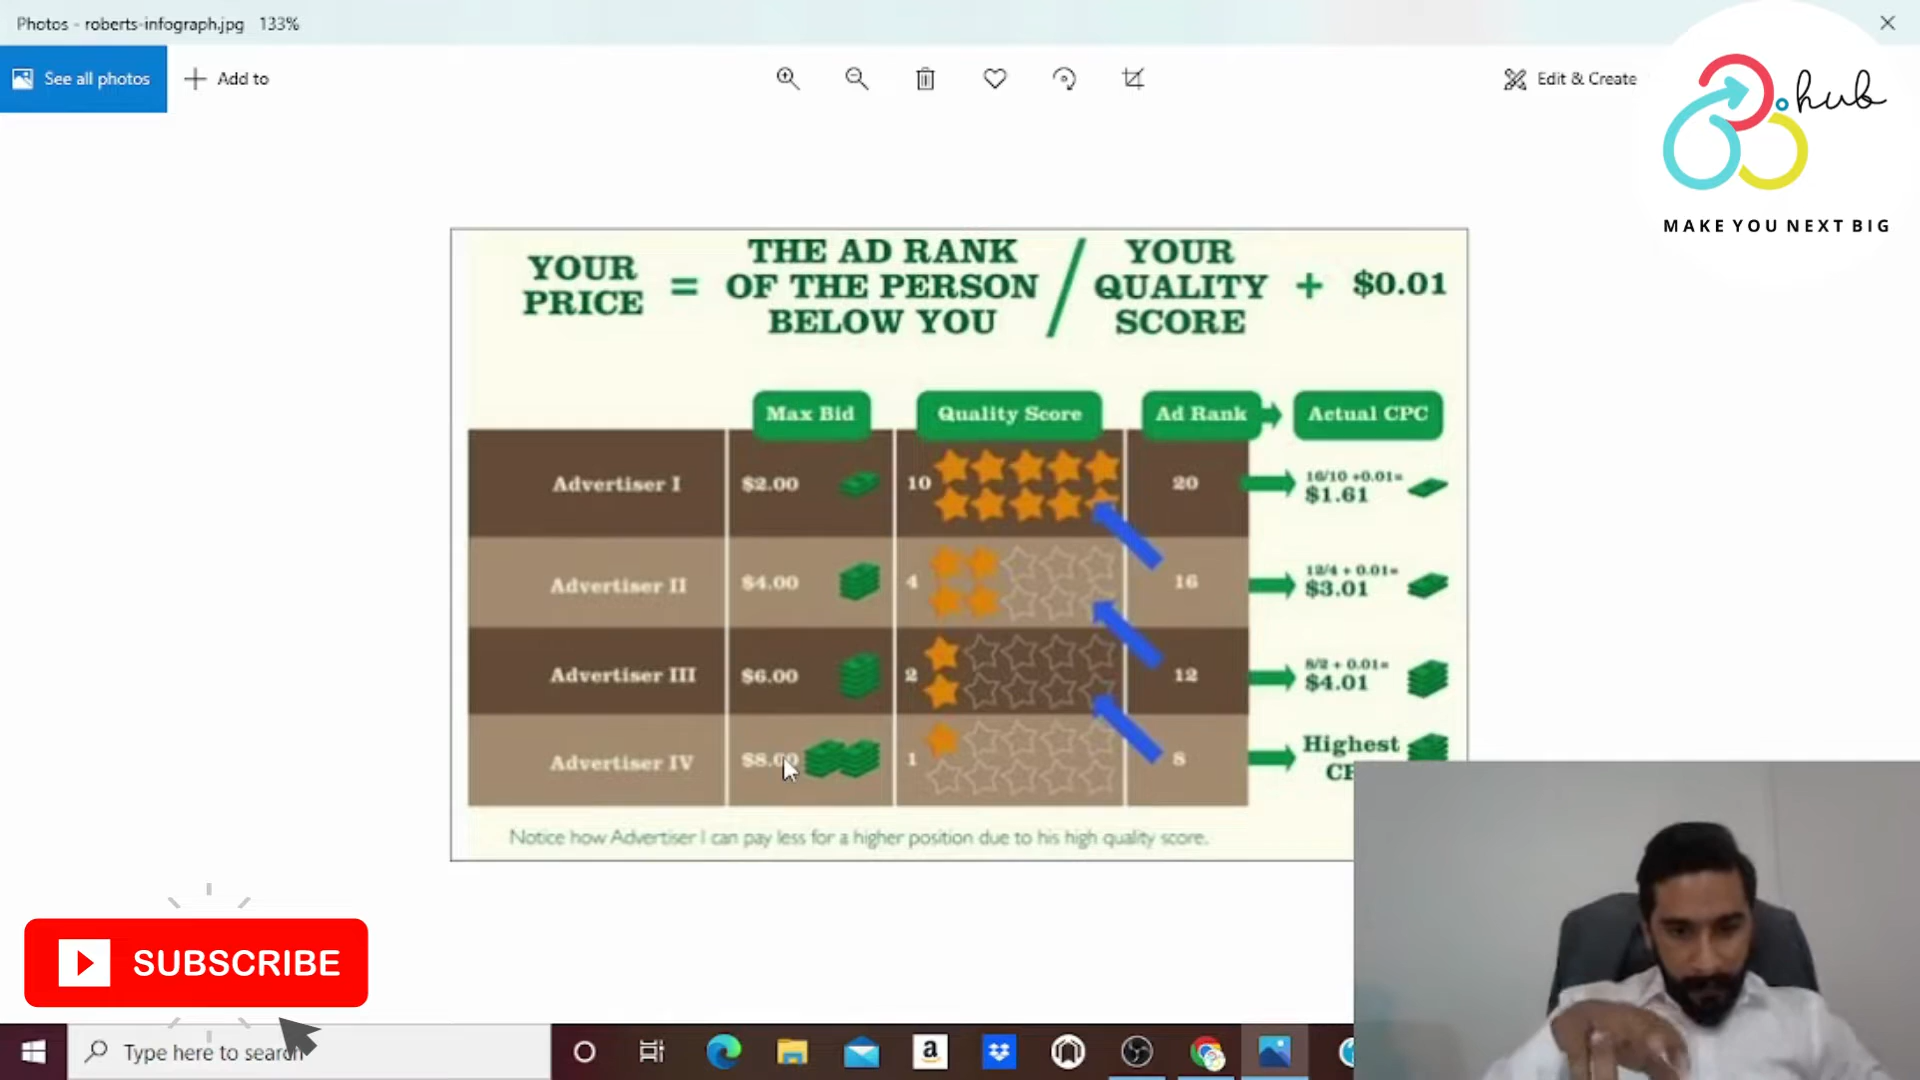 Photos - roberts-infograph.jpg 133%
See all photos
Add to
Edit & Create
.hub
MAKE YOU NEXT BIG
YOUR PRICE = THE AD RANK OF THE PERSON BELOW YOU / YOUR QUALITY SCORE + $0.01
Max Bid Quality Score Ad Rank Actual CPC
Advertiser I $2.00 10 20 16/10 +0.01=
$1.61
Advertiser II $4.00 4 16 12/4 + 0.01=
$3.01
Advertiser III $6.00 2 12 8/2 + 0.01=
$4.01
Advertiser IV $8.00 1 8 Highest
Notice how Advertiser I can pay less for a higher position due to his high quality score.
SUBSCRIBE
Type here to search
a